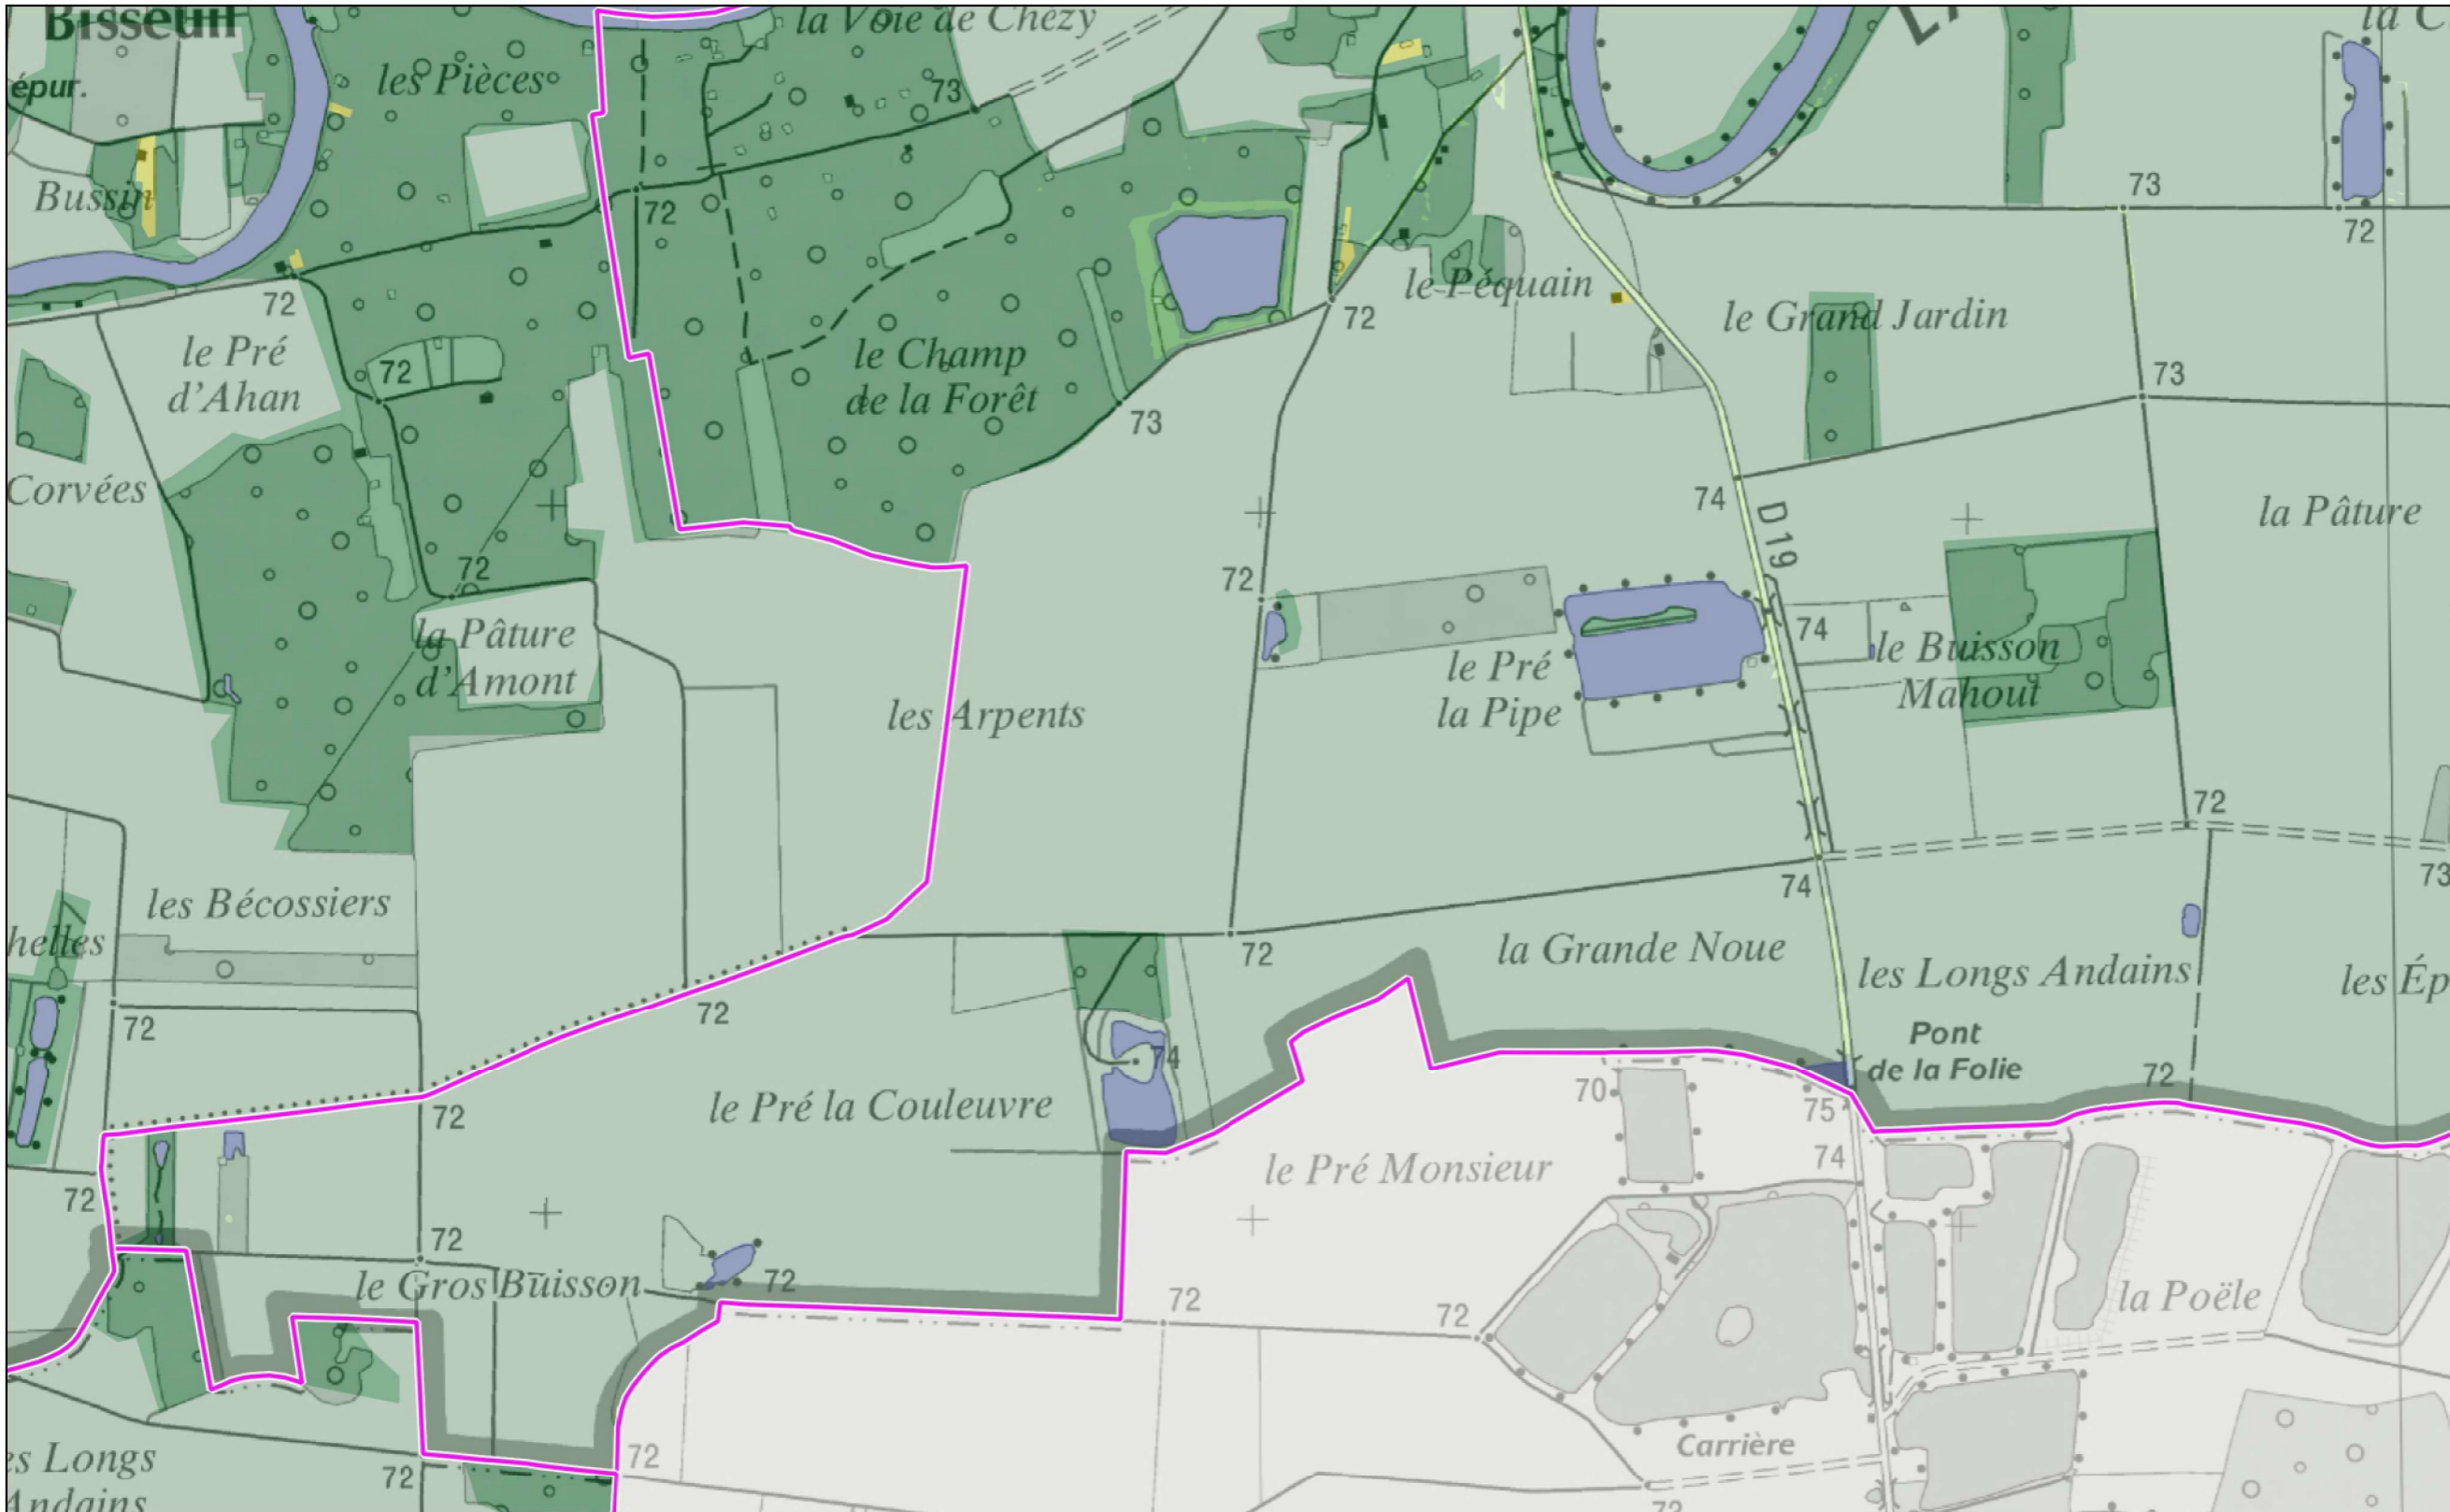 Bisseuil
la Voie de Chezy
épur.
les Pièces
73
Bussin
72
73
72
le Péquain
72
le Grand Jardin
72
le Pré
d'Ahan
72
le Champ
de la Forêt
73
73
Corvées
74
D 19
la Pâture
72
72
la Pâture
d'Amont
74
le Buisson
Mahout
le Pré
la Pipe
les Arpents
72
74
73
les Bécossiers
72
la Grande Noue
les Longs Andains
les Ép
72
72
Pont
de la Folie
74
72
70
75
le Pré la Couleuvre
72
74
le Pré Monsieur
72
72
le Gros Buisson
72
72
72
la Poële
Carrière
72
72
es Longs
Andains